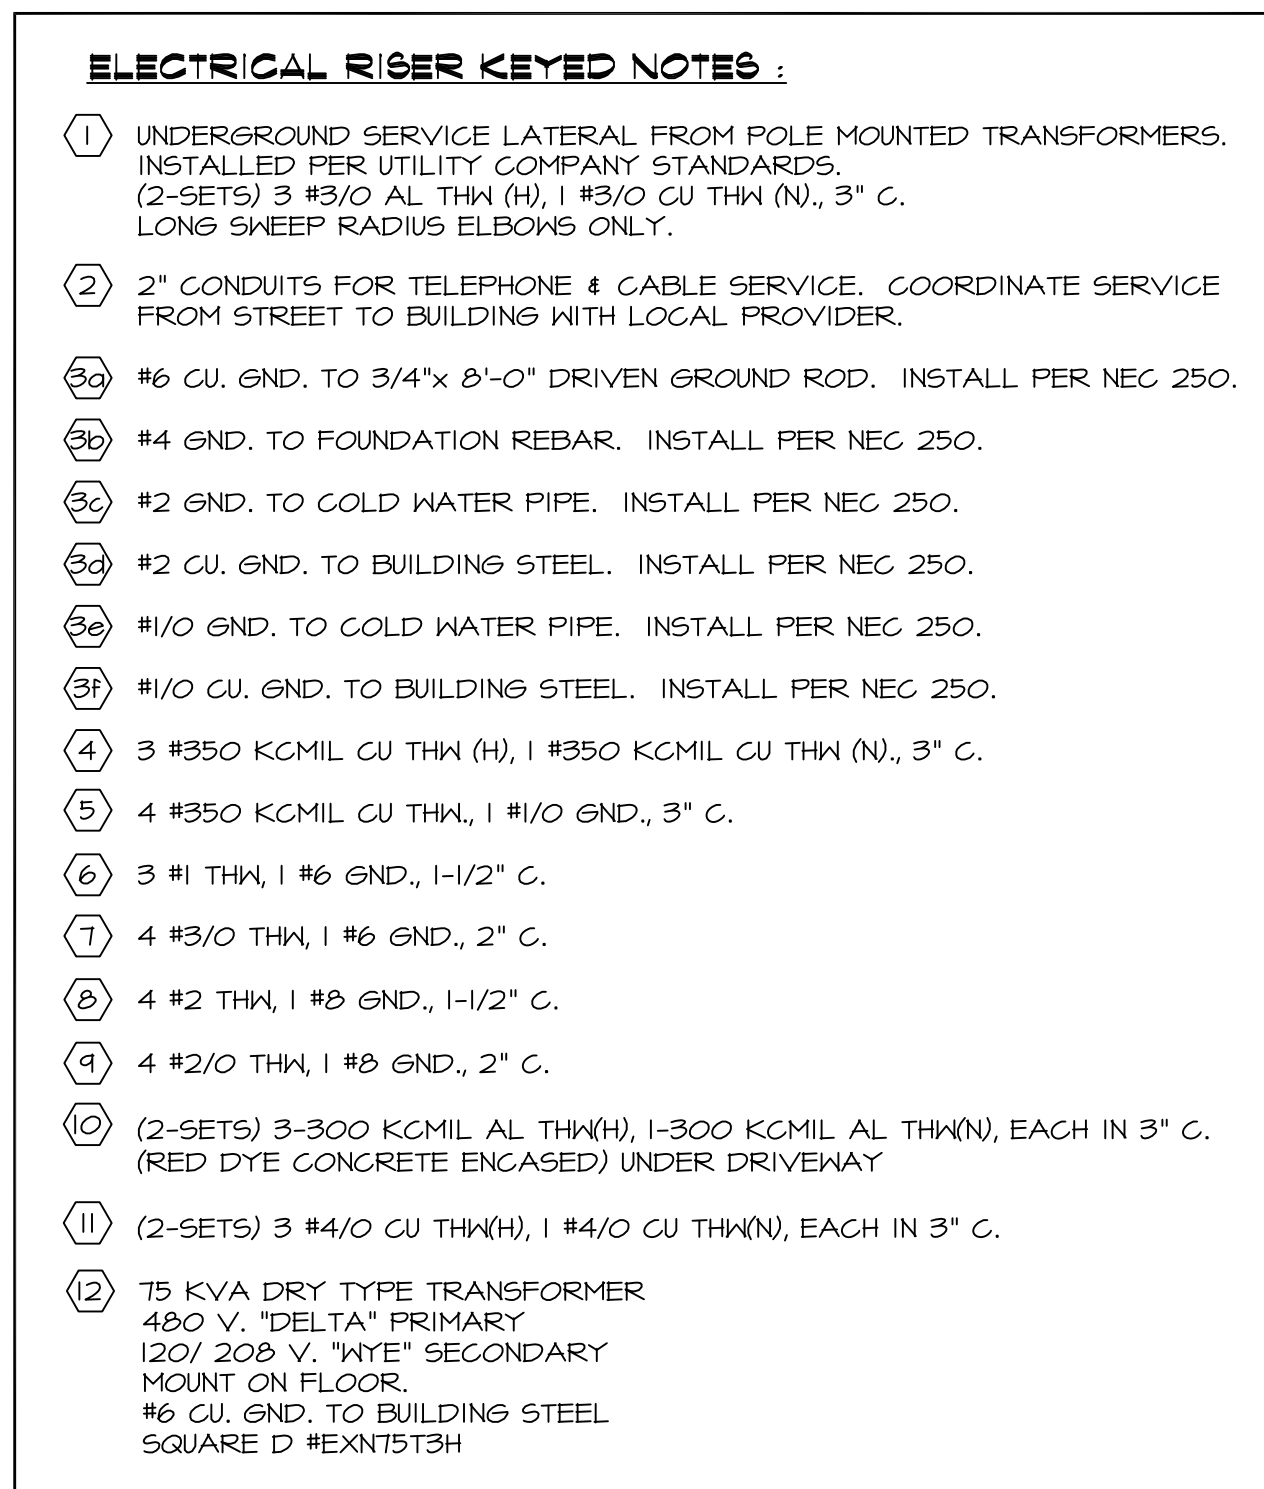 ELECTRICAL RISER KEYED NOTES :
1 UNDERGROUND SERVICE LATERAL FROM POLE MOUNTED TRANSFORMERS.
INSTALLED PER UTILITY COMPANY STANDARDS.
(2-SETS) 3 #3/0 AL THW (H), 1 #3/0 CU THW (N)., 3" C.
LONG SWEEP RADIUS ELBOWS ONLY.
2 2" CONDUITS FOR TELEPHONE & CABLE SERVICE. COORDINATE SERVICE
FROM STREET TO BUILDING WITH LOCAL PROVIDER.
3a #6 CU. GND. TO 3/4"x 8'-0" DRIVEN GROUND ROD. INSTALL PER NEC 250.
3b #4 GND. TO FOUNDATION REBAR. INSTALL PER NEC 250.
3c #2 GND. TO COLD WATER PIPE. INSTALL PER NEC 250.
3d #2 CU. GND. TO BUILDING STEEL. INSTALL PER NEC 250.
3e #1/0 GND. TO COLD WATER PIPE. INSTALL PER NEC 250.
3f #1/0 CU. GND. TO BUILDING STEEL. INSTALL PER NEC 250.
4 3 #350 KCMIL CU THW (H), 1 #350 KCMIL CU THW (N)., 3" C.
5 4 #350 KCMIL CU THW., 1 #1/0 GND., 3" C.
6 3 #1 THW, 1 #6 GND., 1-1/2" C.
7 4 #3/0 THW, 1 #6 GND., 2" C.
8 4 #2 THW, 1 #8 GND., 1-1/2" C.
9 4 #2/0 THW, 1 #8 GND., 2" C.
10 (2-SETS) 3-300 KCMIL AL THW(H), 1-300 KCMIL AL THW(N), EACH IN 3" C.
(RED DYE CONCRETE ENCASED) UNDER DRIVEWAY
11 (2-SETS) 3 #4/0 CU THW(H), 1 #4/0 CU THW(N), EACH IN 3" C.
12 75 KVA DRY TYPE TRANSFORMER
480 V. "DELTA" PRIMARY
120/ 208 V. "WYE" SECONDARY
MOUNT ON FLOOR.
#6 CU. GND. TO BUILDING STEEL
SQUARE D #EXN75T3H